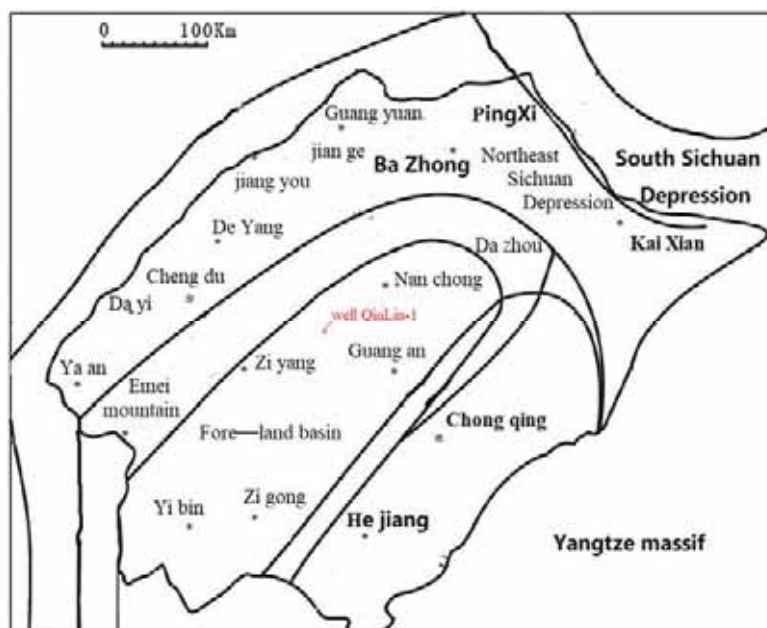 0 100Km
Guang yuan
PingXi
jian ge
Ba Zhong
Northeast
Sichuan
Depression
South Sichuan
Depression
jiang you
De Yang
Da zhou
Kai Xian
Cheng du
Nan chong
Da yi
well QinLin-1
Ya an
Zi yang
Guang an
Emei
mountain
Fore—land basin
Chong qing
Yi bin
Zi gong
He jiang
Yangtze massif